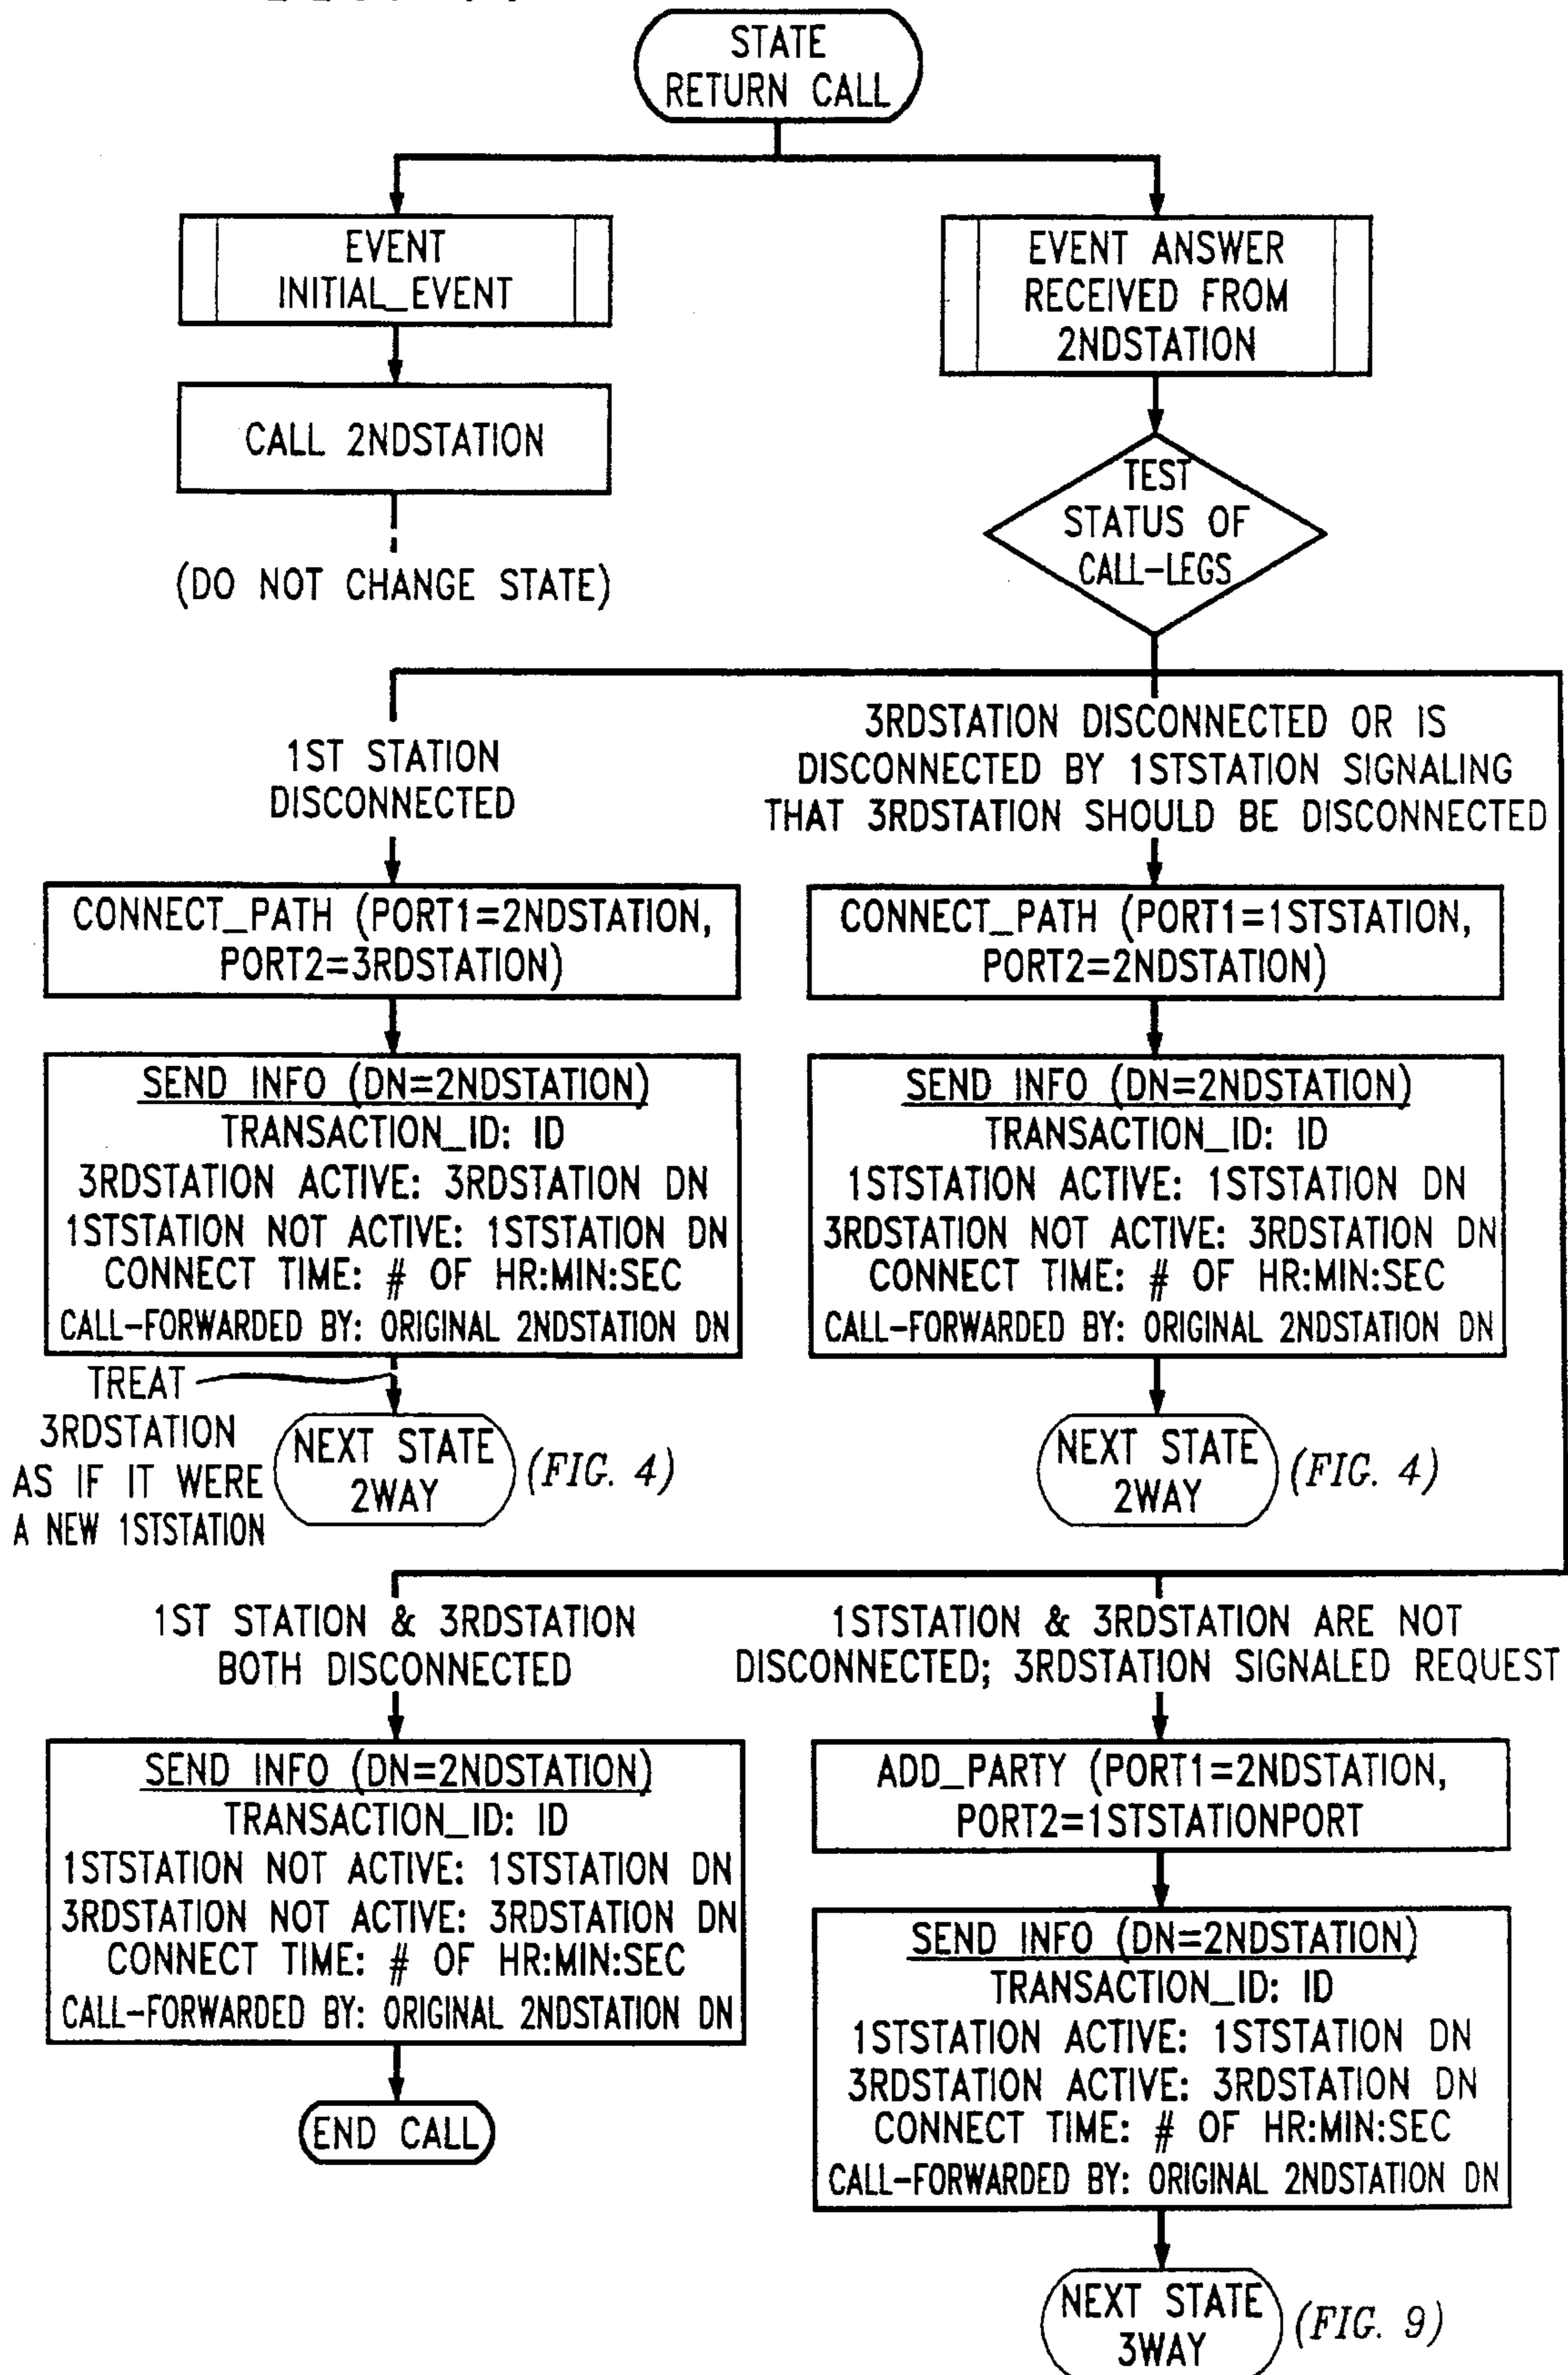 STATE
RETURN CALL
EVENT
INITIAL_EVENT
EVENT ANSWER
RECEIVED FROM
2NDSTATION
CALL 2NDSTATION
(DO NOT CHANGE STATE)
TEST
STATUS OF
CALL-LEGS
1ST STATION
DISCONNECTED
3RDSTATION DISCONNECTED OR IS
DISCONNECTED BY 1STSTATION SIGNALING
THAT 3RDSTATION SHOULD BE DISCONNECTED
CONNECT_PATH (PORT1=2NDSTATION,
PORT2=3RDSTATION)
CONNECT_PATH (PORT1=1STSTATION,
PORT2=2NDSTATION)
SEND INFO (DN=2NDSTATION)
TRANSACTION_ID: ID
3RDSTATION ACTIVE: 3RDSTATION DN
1STSTATION NOT ACTIVE: 1STSTATION DN
CONNECT TIME: # OF HR:MIN:SEC
CALL-FORWARDED BY: ORIGINAL 2NDSTATION DN
SEND INFO (DN=2NDSTATION)
TRANSACTION_ID: ID
1STSTATION ACTIVE: 1STSTATION DN
3RDSTATION NOT ACTIVE: 3RDSTATION DN
CONNECT TIME: # OF HR:MIN:SEC
CALL-FORWARDED BY: ORIGINAL 2NDSTATION DN
TREAT
3RDSTATION
AS IF IT WERE
A NEW 1STSTATION
NEXT STATE
2WAY
(FIG. 4)
NEXT STATE
2WAY
(FIG. 4)
1ST STATION & 3RDSTATION
BOTH DISCONNECTED
1STSTATION & 3RDSTATION ARE NOT
DISCONNECTED; 3RDSTATION SIGNALED REQUEST
SEND INFO (DN=2NDSTATION)
TRANSACTION_ID: ID
1STSTATION NOT ACTIVE: 1STSTATION DN
3RDSTATION NOT ACTIVE: 3RDSTATION DN
CONNECT TIME: # OF HR:MIN:SEC
CALL-FORWARDED BY: ORIGINAL 2NDSTATION DN
END CALL
ADD_PARTY (PORT1=2NDSTATION,
PORT2=1STSTATIONPORT
SEND INFO (DN=2NDSTATION)
TRANSACTION_ID: ID
1STSTATION ACTIVE: 1STSTATION DN
3RDSTATION ACTIVE: 3RDSTATION DN
CONNECT TIME: # OF HR:MIN:SEC
CALL-FORWARDED BY: ORIGINAL 2NDSTATION DN
NEXT STATE
3WAY
(FIG. 9)